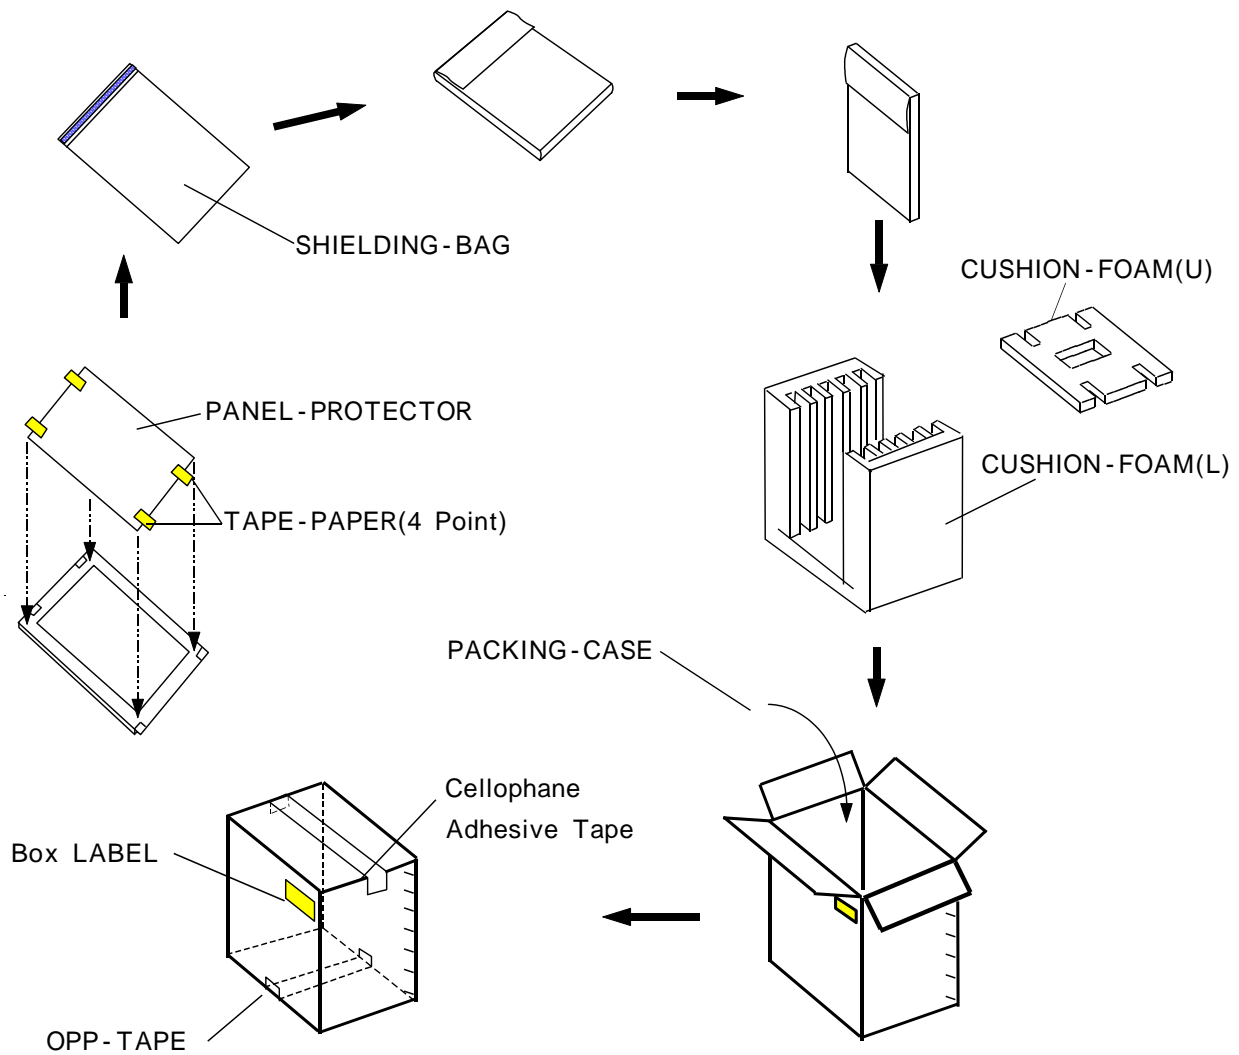 SHIELDING-BAG
CUSHION-FOAM(U)
PANEL-PROTECTOR
CUSHION-FOAM(L)
TAPE-PAPER(4 Point)
PACKING-CASE
Cellophane
Adhesive Tape
Box LABEL
OPP-TAPE